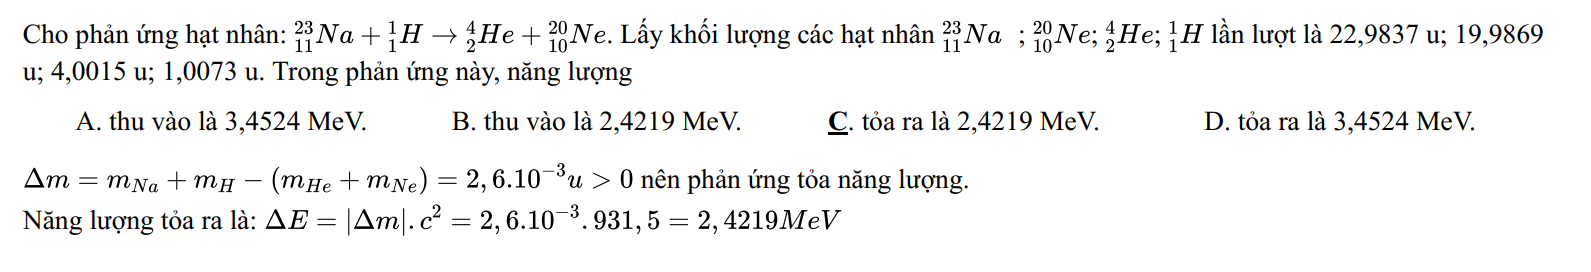 Cho phản ứng hạt nhân: $^{23}_{11}Na + ^{1}_{1}H \rightarrow ^{4}_{2}He + ^{20}_{10}Ne$. Lấy khối lượng các hạt nhân $^{23}_{11}Na$ ; $^{20}_{10}Ne$; $^{4}_{2}He$; $^{1}_{1}H$ lần lượt là 22,9837 u; 19,9869
u; 4,0015 u; 1,0073 u. Trong phản ứng này, năng lượng
A. thu vào là 3,4524 MeV. B. thu vào là 2,4219 MeV. C. tỏa ra là 2,4219 MeV. D. tỏa ra là 3,4524 MeV.
$\Delta m = m_{Na} + m_{H} - (m_{He} + m_{Ne}) = 2,6.10^{-3}u > 0$ nên phản ứng tỏa năng lượng.
Năng lượng tỏa ra là: $\Delta E = |\Delta m|.c^{2} = 2,6.10^{-3}.931,5 = 2,4219MeV$